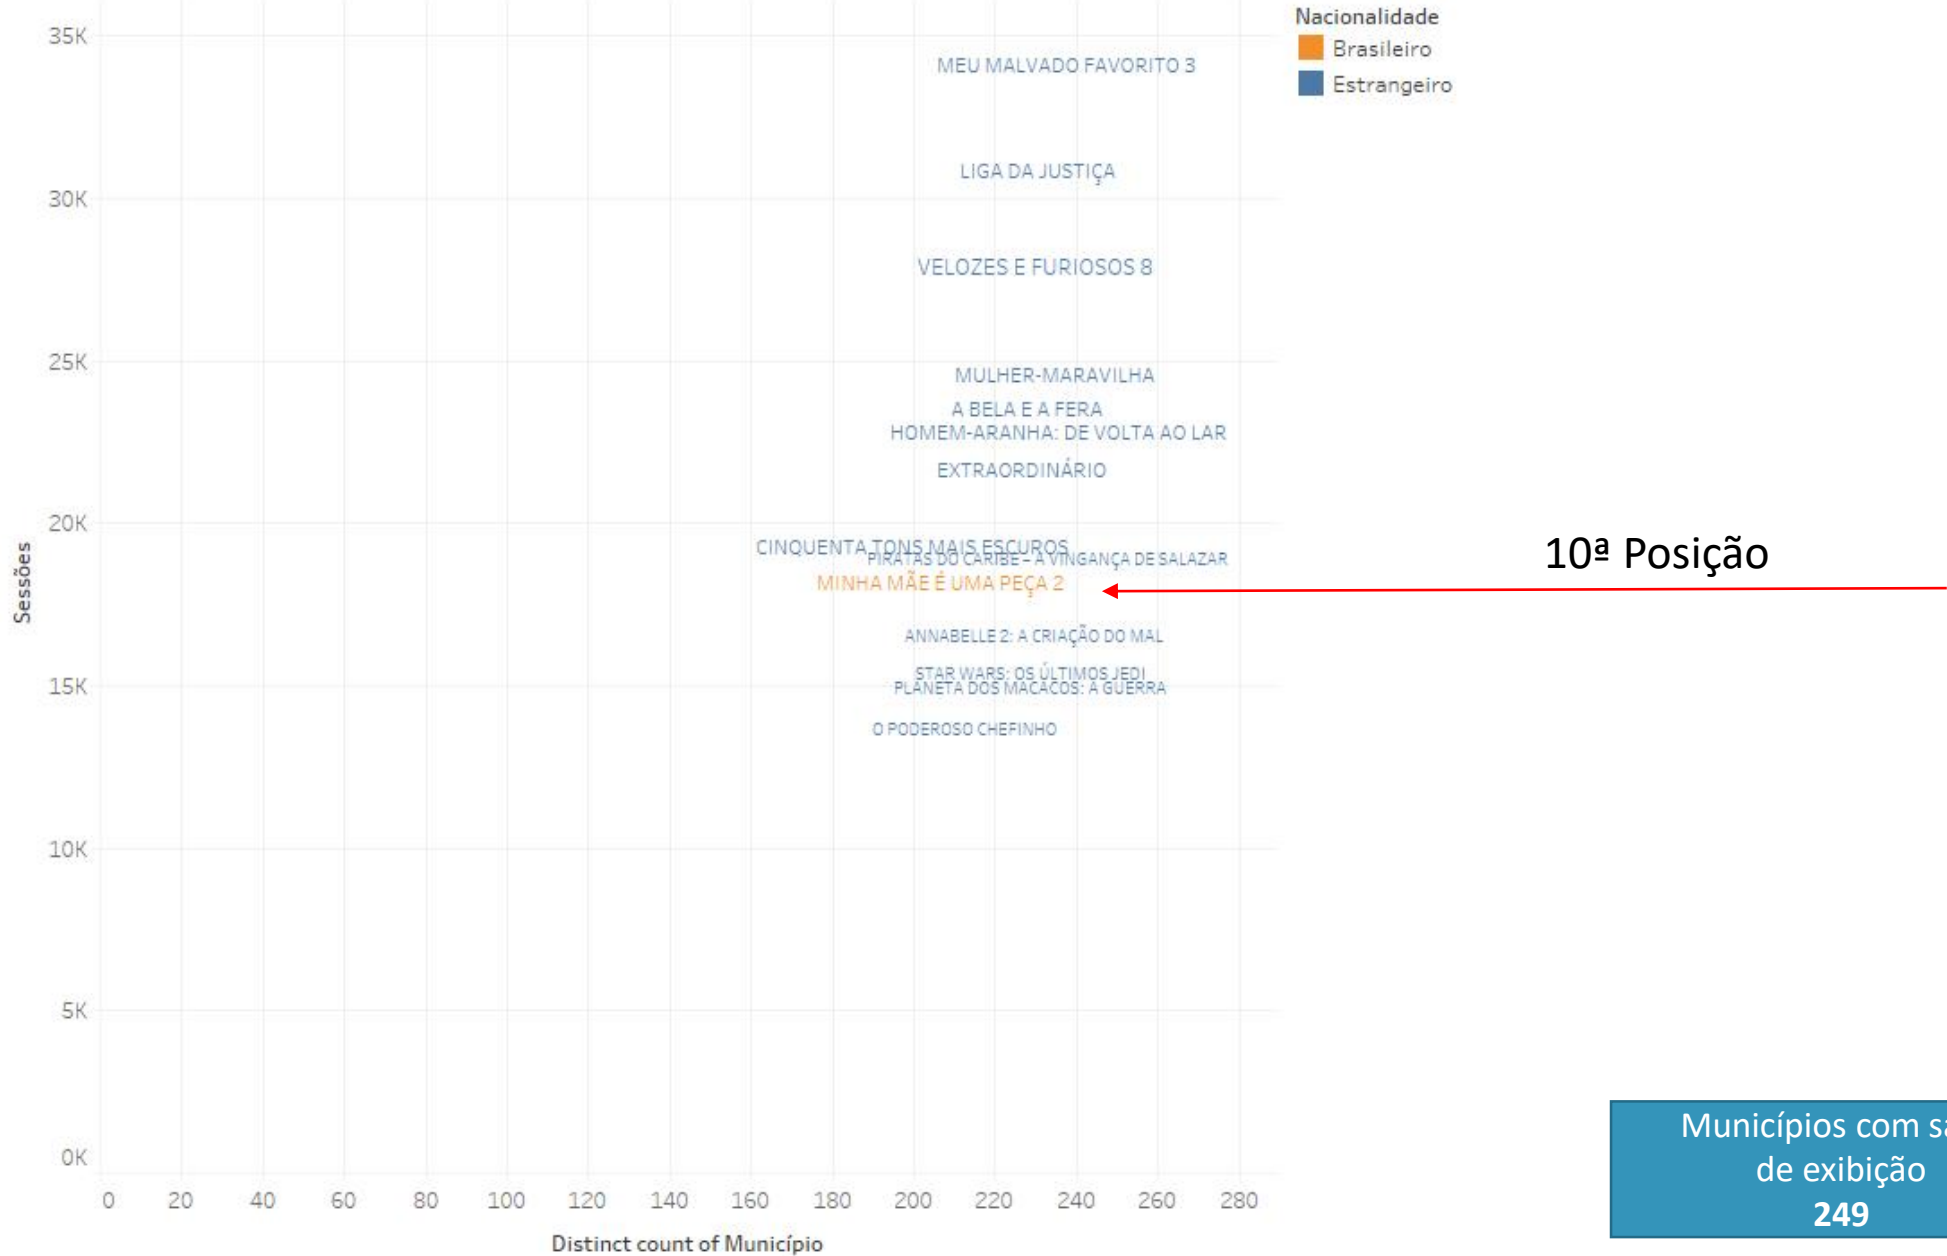 Nacionalidade
Brasileiro
Estrangeiro
35K
MEU MALVADO FAVORITO 3
LIGA DA JUSTIÇA
30K
VELOZES E FURIOSOS 8
25K
MULHER-MARAVILHA
A BELA E A FERA
HOMEM-ARANHA: DE VOLTA AO LAR
EXTRAORDINÁRIO
20K
CINQUENTA TONS MAIS ESCUROS
PIRATAS DO CARIBE – A VINGANÇA DE SALAZAR
10ª Posição
MINHA MÃE É UMA PEÇA 2
Sessões
ANNABELLE 2: A CRIAÇÃO DO MAL
STAR WARS: OS ÚLTIMOS JEDI
15K
PLANETA DOS MACACOS: A GUERRA
O PODEROSO CHEFINHO
10K
5K
0K
0 20 40 60 80 100 120 140 160 180 200 220 240 260 280
Distinct count of Município
Municípios com
de exibição
249